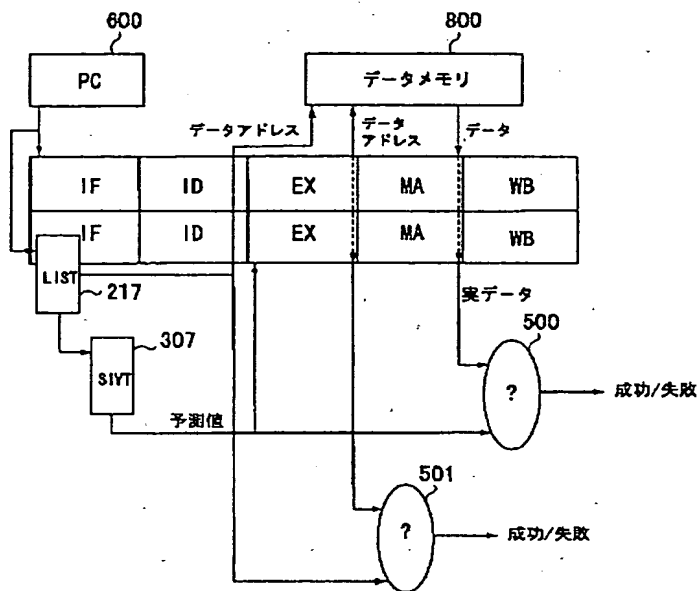 600
800
PC
データメモリ
データアドレス
データ
アドレス
データ
IF ID EX MA WB
IF ID EX MA WB
LIST
217
実データ
307
500
SIYT
?
成功/失敗
予測値
501
?
成功/失敗